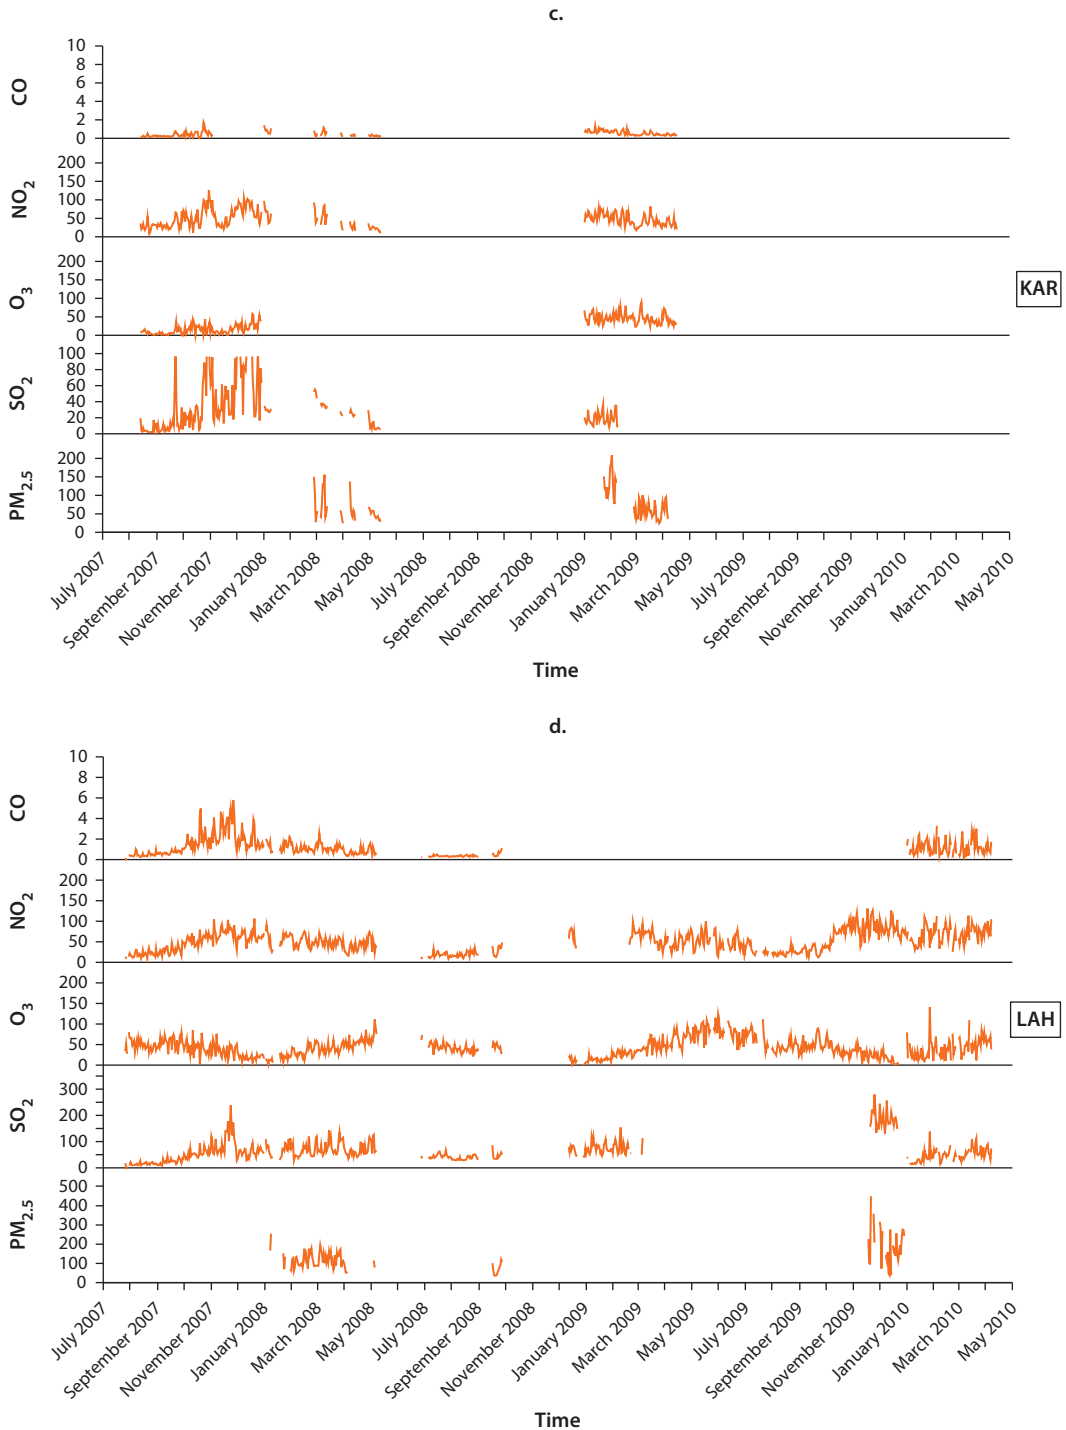 c.
CO
10
8
6
4
2
0
NO2
200
150
100
50
0
O3
200
150
100
50
0
KAR
SO2
100
80
60
40
20
0
PM2.5
200
150
100
50
0
July 2007
September 2007
November 2007
January 2008
March 2008
May 2008
July 2008
September 2008
November 2008
January 2009
March 2009
May 2009
July 2009
September 2009
November 2009
January 2010
March 2010
May 2010
Time
d.
CO
10
8
6
4
2
0
NO2
200
150
100
50
0
O3
200
150
100
50
0
LAH
SO2
300
200
100
0
PM2.5
500
400
300
200
100
0
July 2007
September 2007
November 2007
January 2008
March 2008
May 2008
July 2008
September 2008
November 2008
January 2009
March 2009
May 2009
July 2009
September 2009
November 2009
January 2010
March 2010
May 2010
Time